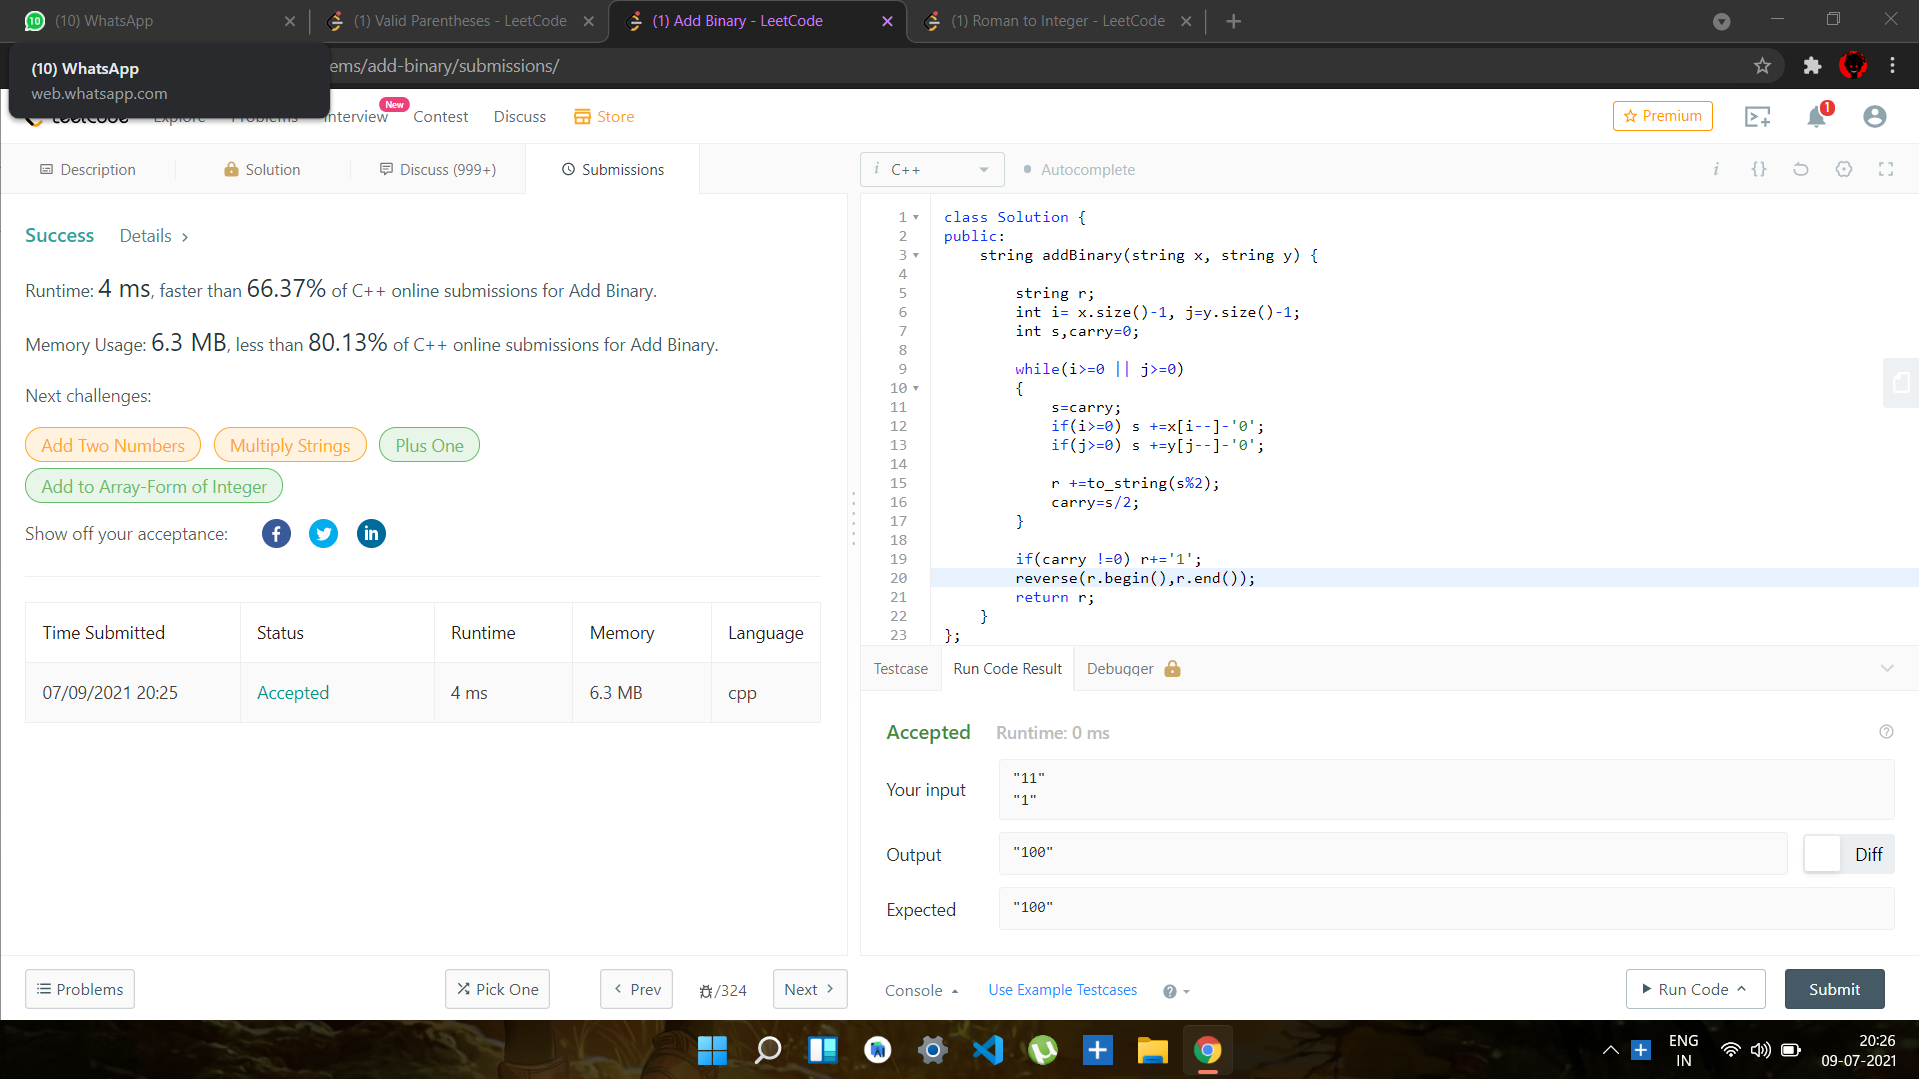 (10) WhatsApp
(1) Valid Parentheses - LeetCode
(1) Add Binary - LeetCode
(1) Roman to Integer - LeetCode
(10) WhatsApp
web.whatsapp.com
ems/add-binary/submissions/
LeetCode
Explore
Problems
Interview
New
Contest
Discuss
Store
Premium
1
Description
Solution
Discuss (999+)
Submissions
i C++
Autocomplete
Success
Details >
Runtime: 4 ms, faster than 66.37% of C++ online submissions for Add Binary.
Memory Usage: 6.3 MB, less than 80.13% of C++ online submissions for Add Binary.
Next challenges:
Add Two Numbers
Multiply Strings
Plus One
Add to Array-Form of Integer
Show off your acceptance:
Time Submitted Status Runtime Memory Language
07/09/2021 20:25 Accepted 4 ms 6.3 MB cpp
1 class Solution {
2 public:
3 string addBinary(string x, string y) {
4
5 string r;
6 int i= x.size()-1, j=y.size()-1;
7 int s,carry=0;
8
9 while(i>=0 || j>=0)
10 {
11 s=carry;
12 if(i>=0) s +=x[i--]-'0';
13 if(j>=0) s +=y[j--]-'0';
14
15 r +=to_string(s%2);
16 carry=s/2;
17 }
18
19 if(carry !=0) r+='1';
20 reverse(r.begin(),r.end());
21 return r;
22 }
23 };
Testcase
Run Code Result
Debugger
Accepted
Runtime: 0 ms
Your input
"11"
"1"
Output
"100"
Diff
Expected
"100"
Problems
Pick One
Prev
/324
Next
Console
Use Example Testcases
Run Code
Submit
ENG
IN
20:26
09-07-2021